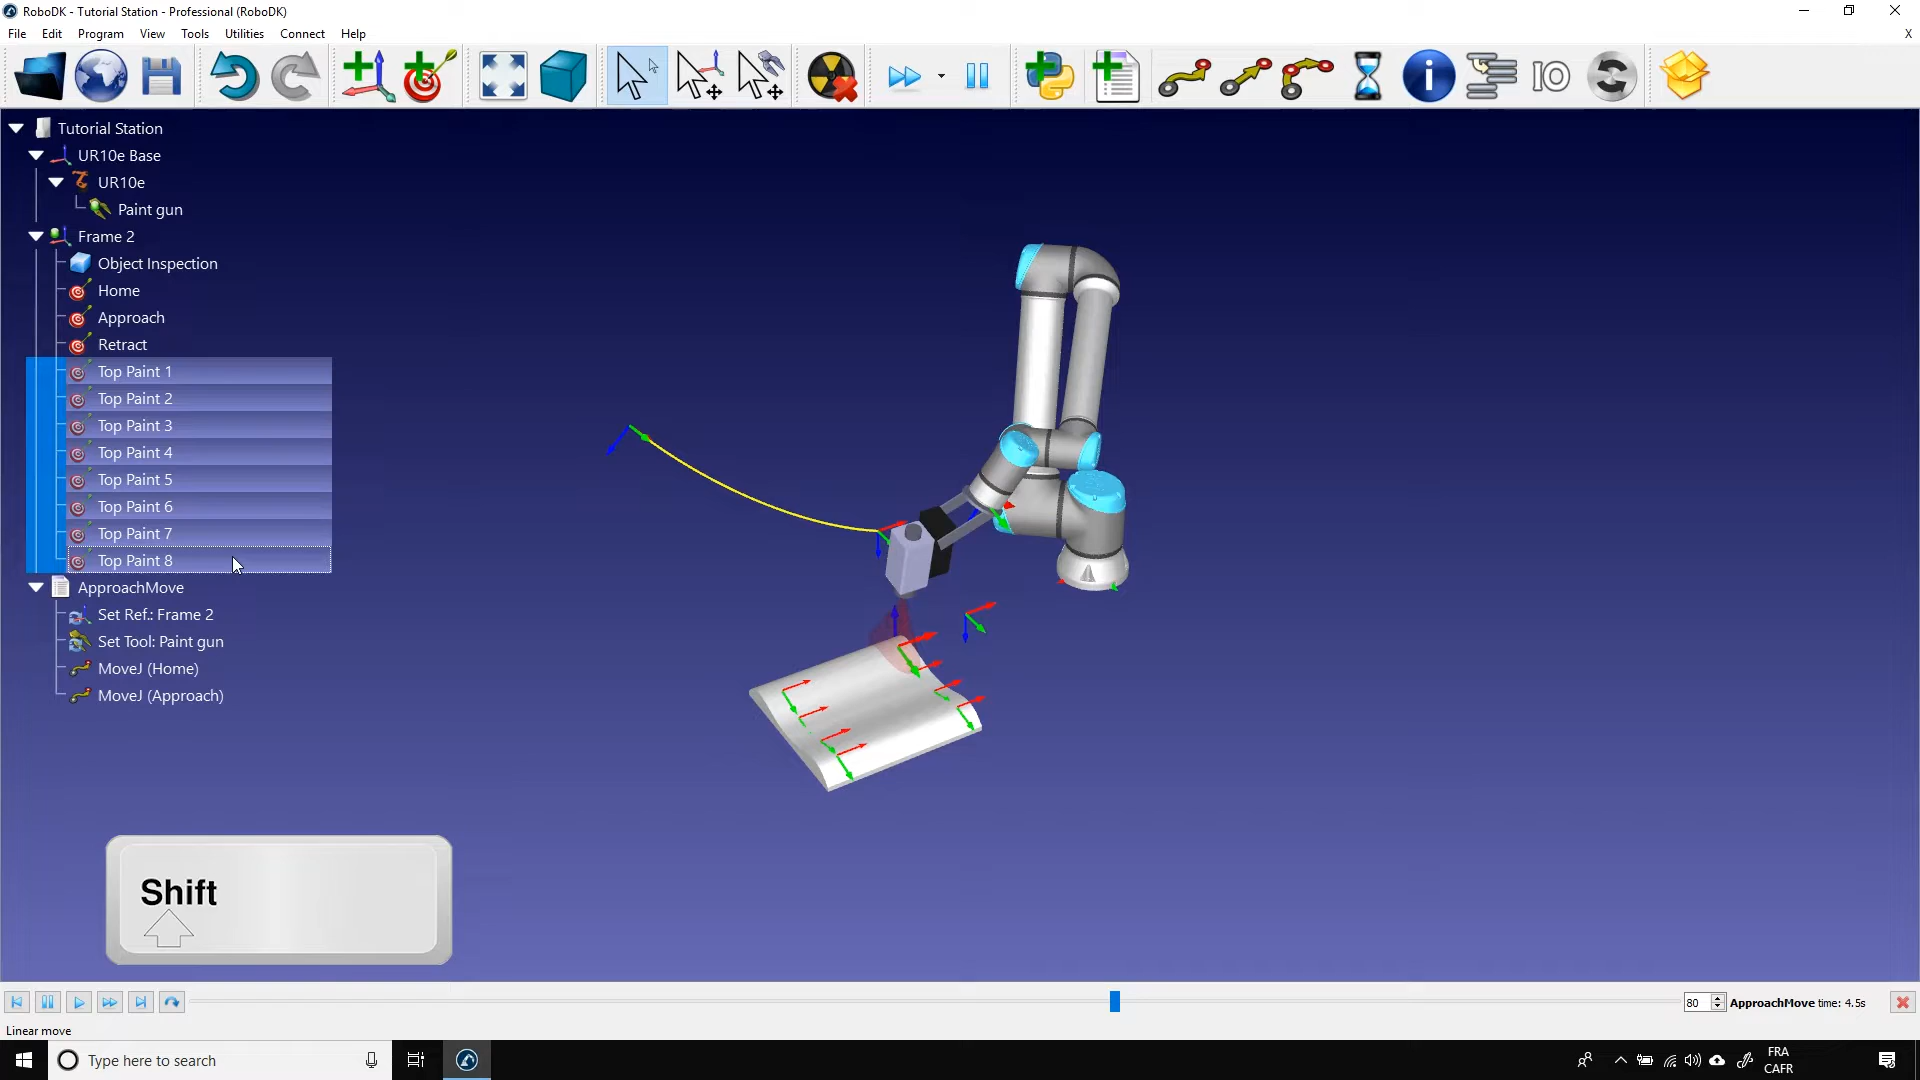 RoboDK - Tutorial Station - Professional (RoboDK)
File Edit Program View Tools Utilities Connect Help
X
IO
Tutorial Station
UR10e Base
UR10e
Paint gun
Frame 2
Object Inspection
Home
Approach
Retract
Top Paint 1
Top Paint 2
Top Paint 3
Top Paint 4
Top Paint 5
Top Paint 6
Top Paint 7
Top Paint 8
ApproachMove
Set Ref.: Frame 2
Set Tool: Paint gun
MoveJ (Home)
MoveJ (Approach)
Shift
80 ApproachMove time: 4.5s
Linear move
Type here to search
FRA
CAFR